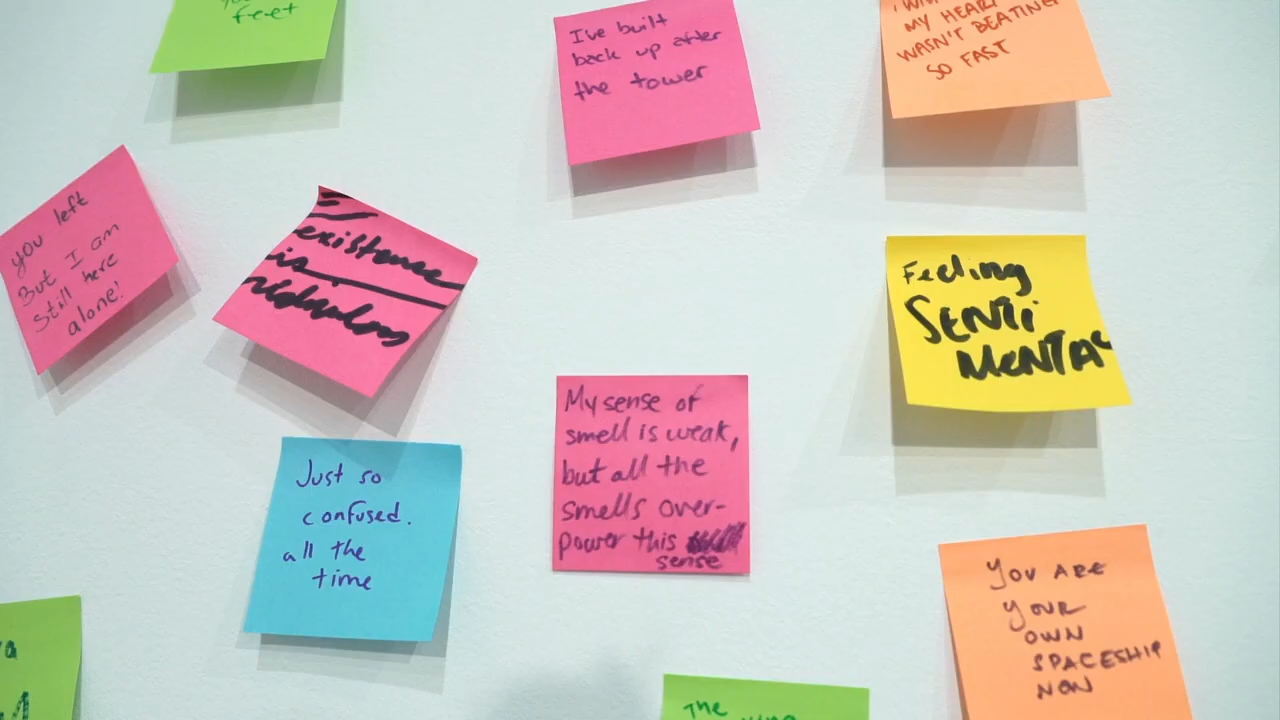 feet
I've built
back up after
the tower
MY HEART
WASN'T BEATING
SO FAST
you left
But I am
still here
alone!
existence
is
Feeling
SENTi
MENTA
My sense of
smell is weak,
but all the
smells over-
power this
sense
Just so
confused.
all the
time
YOU ARE
YOUR
OWN
SPACESHIP
NOW
The